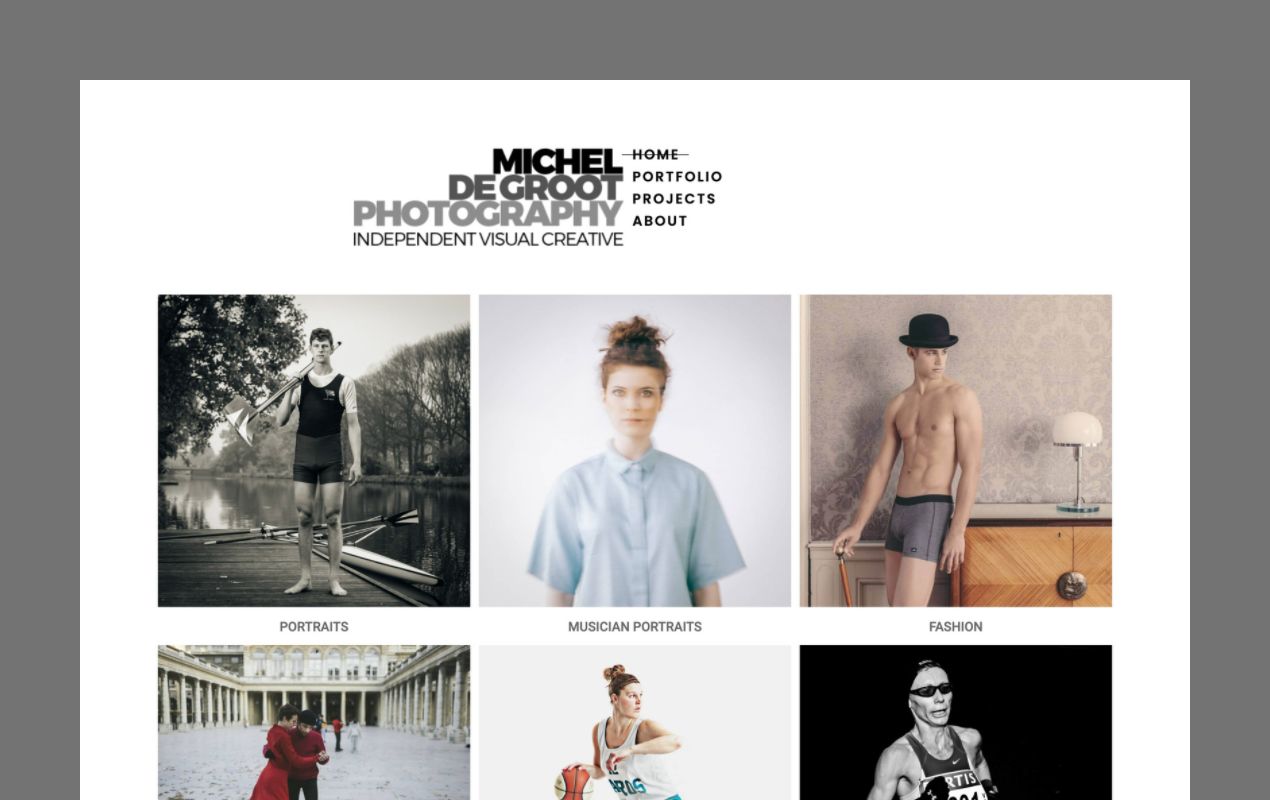 MICHEL
DE GROOT
PHOTOGRAPHY
INDEPENDENT VISUAL CREATIVE
HOME
PORTFOLIO
PROJECTS
ABOUT
PORTRAITS
MUSICIAN PORTRAITS
FASHION